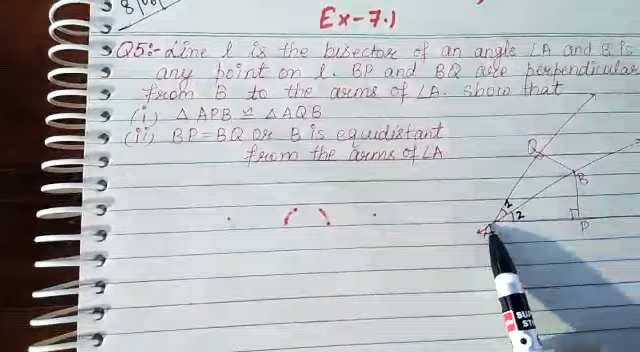 Ex-7.1
Q5:- Line l is the bisector of an angle ∠A and B is
any point on l. BP and BQ are perpendicular
from B to the arms of ∠A. Show that
(i) △ APB ≅ △ AQB
(ii) BP=BQ or B is equidistant
from the arms of ∠A
Q
B
1
2
P
SU
ST